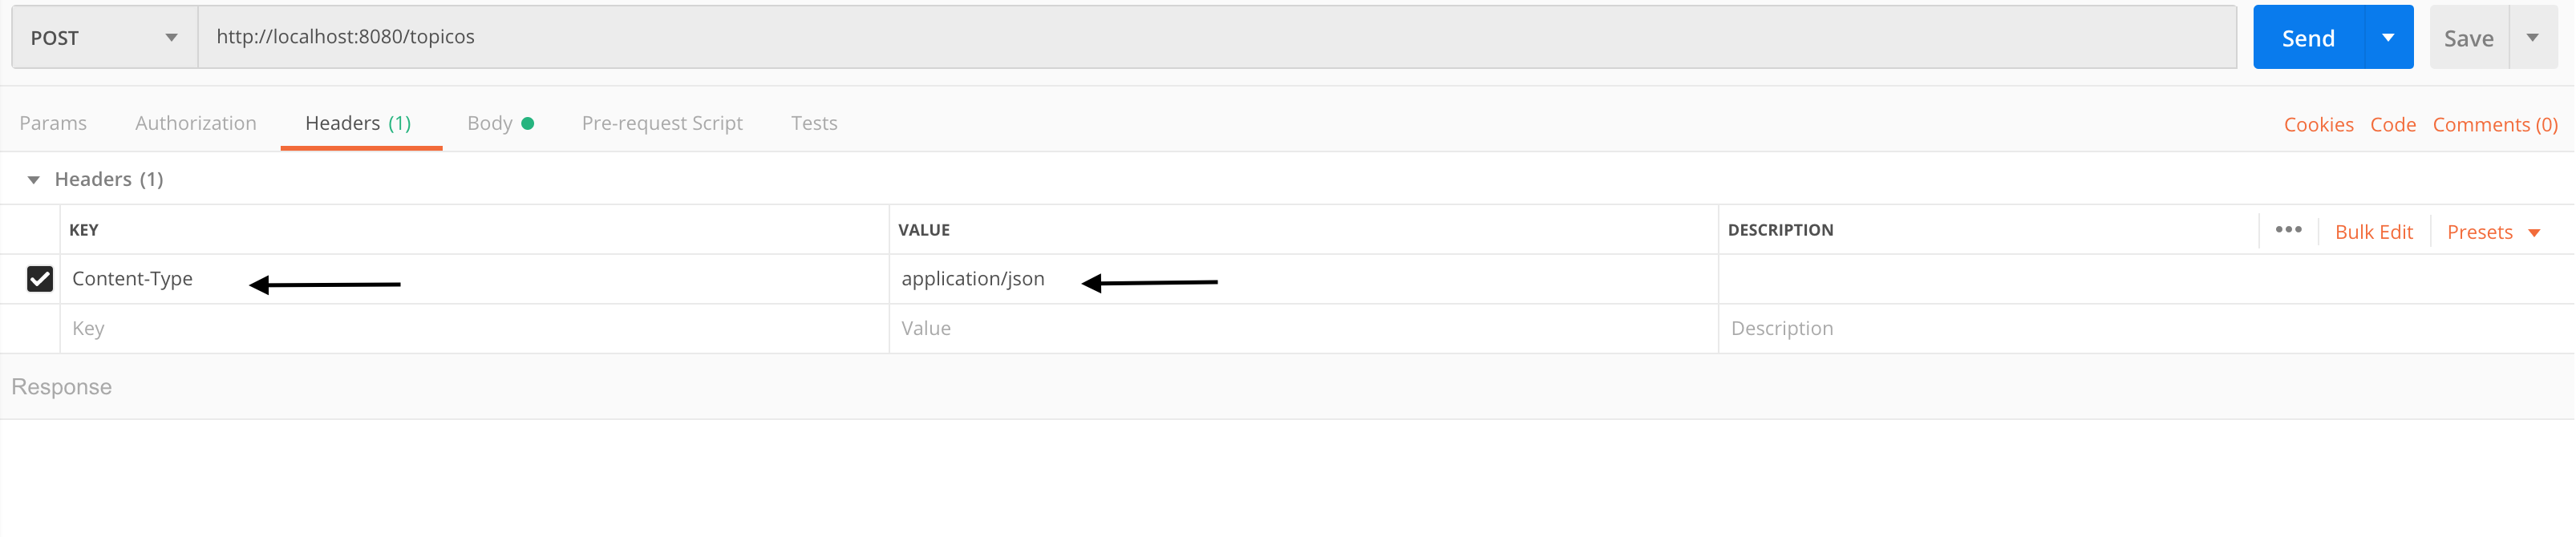 POST http://localhost:8080/topicos Send Save
Params Authorization Headers (1) Body Pre-request Script Tests Cookies Code Comments (0)
Headers (1)
KEY VALUE DESCRIPTION ••• Bulk Edit Presets
Content-Type application/json
Key Value Description
Response